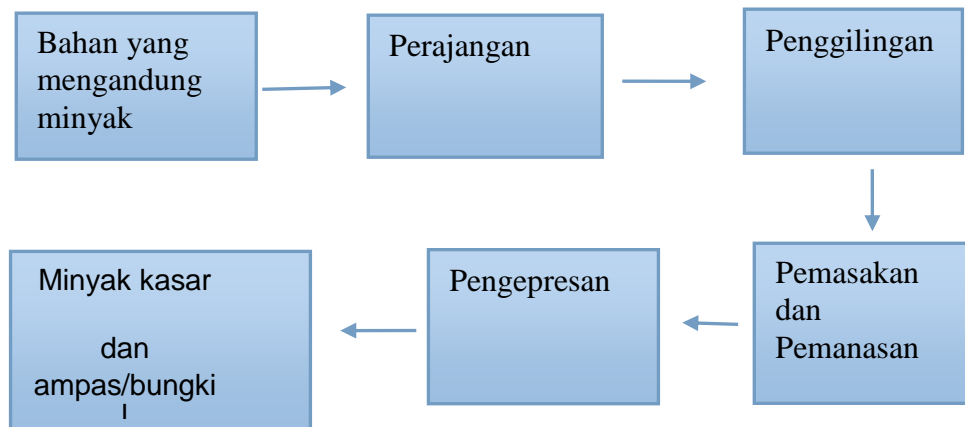 Bahan yang
mengandung
minyak
Perajangan
Penggilingan
Pemasakan
dan
Pemanasan
Pengepresan
Minyak kasar
dan
ampas/bungki
l